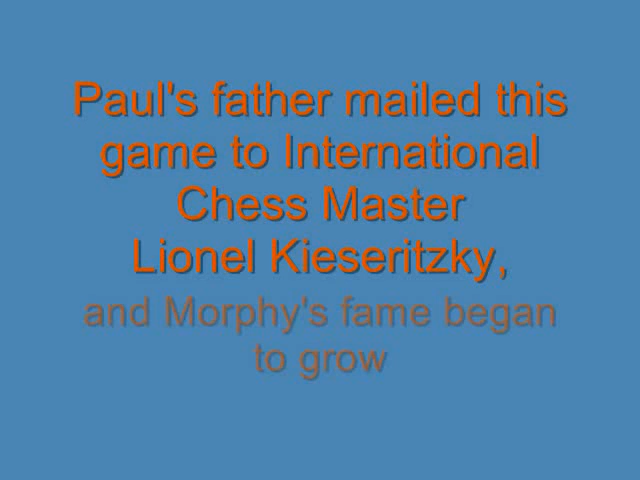 Paul's father mailed this
game to International
Chess Master
Lionel Kieseritzky,
and Morphy's fame began
to grow